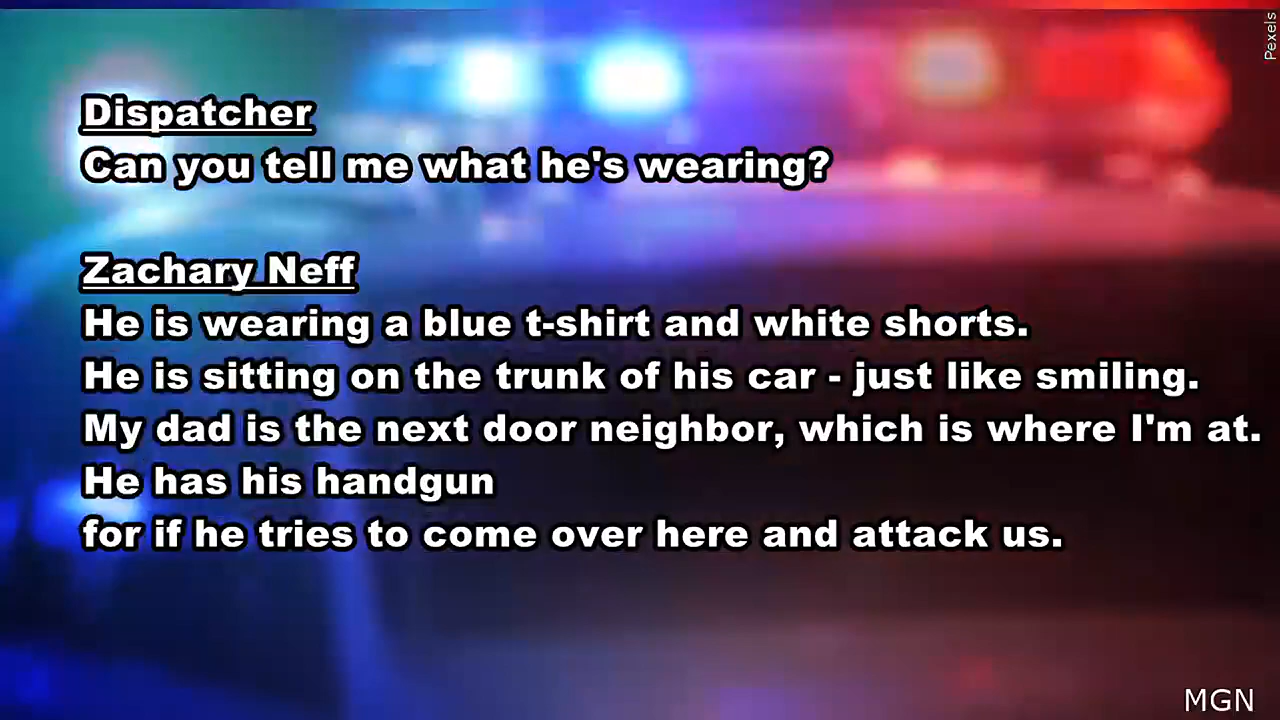 Pexels
Dispatcher
Can you tell me what he's wearing?
Zachary Neff
He is wearing a blue t-shirt and white shorts.
He is sitting on the trunk of his car - just like smiling.
My dad is the next door neighbor, which is where I'm at.
He has his handgun
for if he tries to come over here and attack us.
MGN